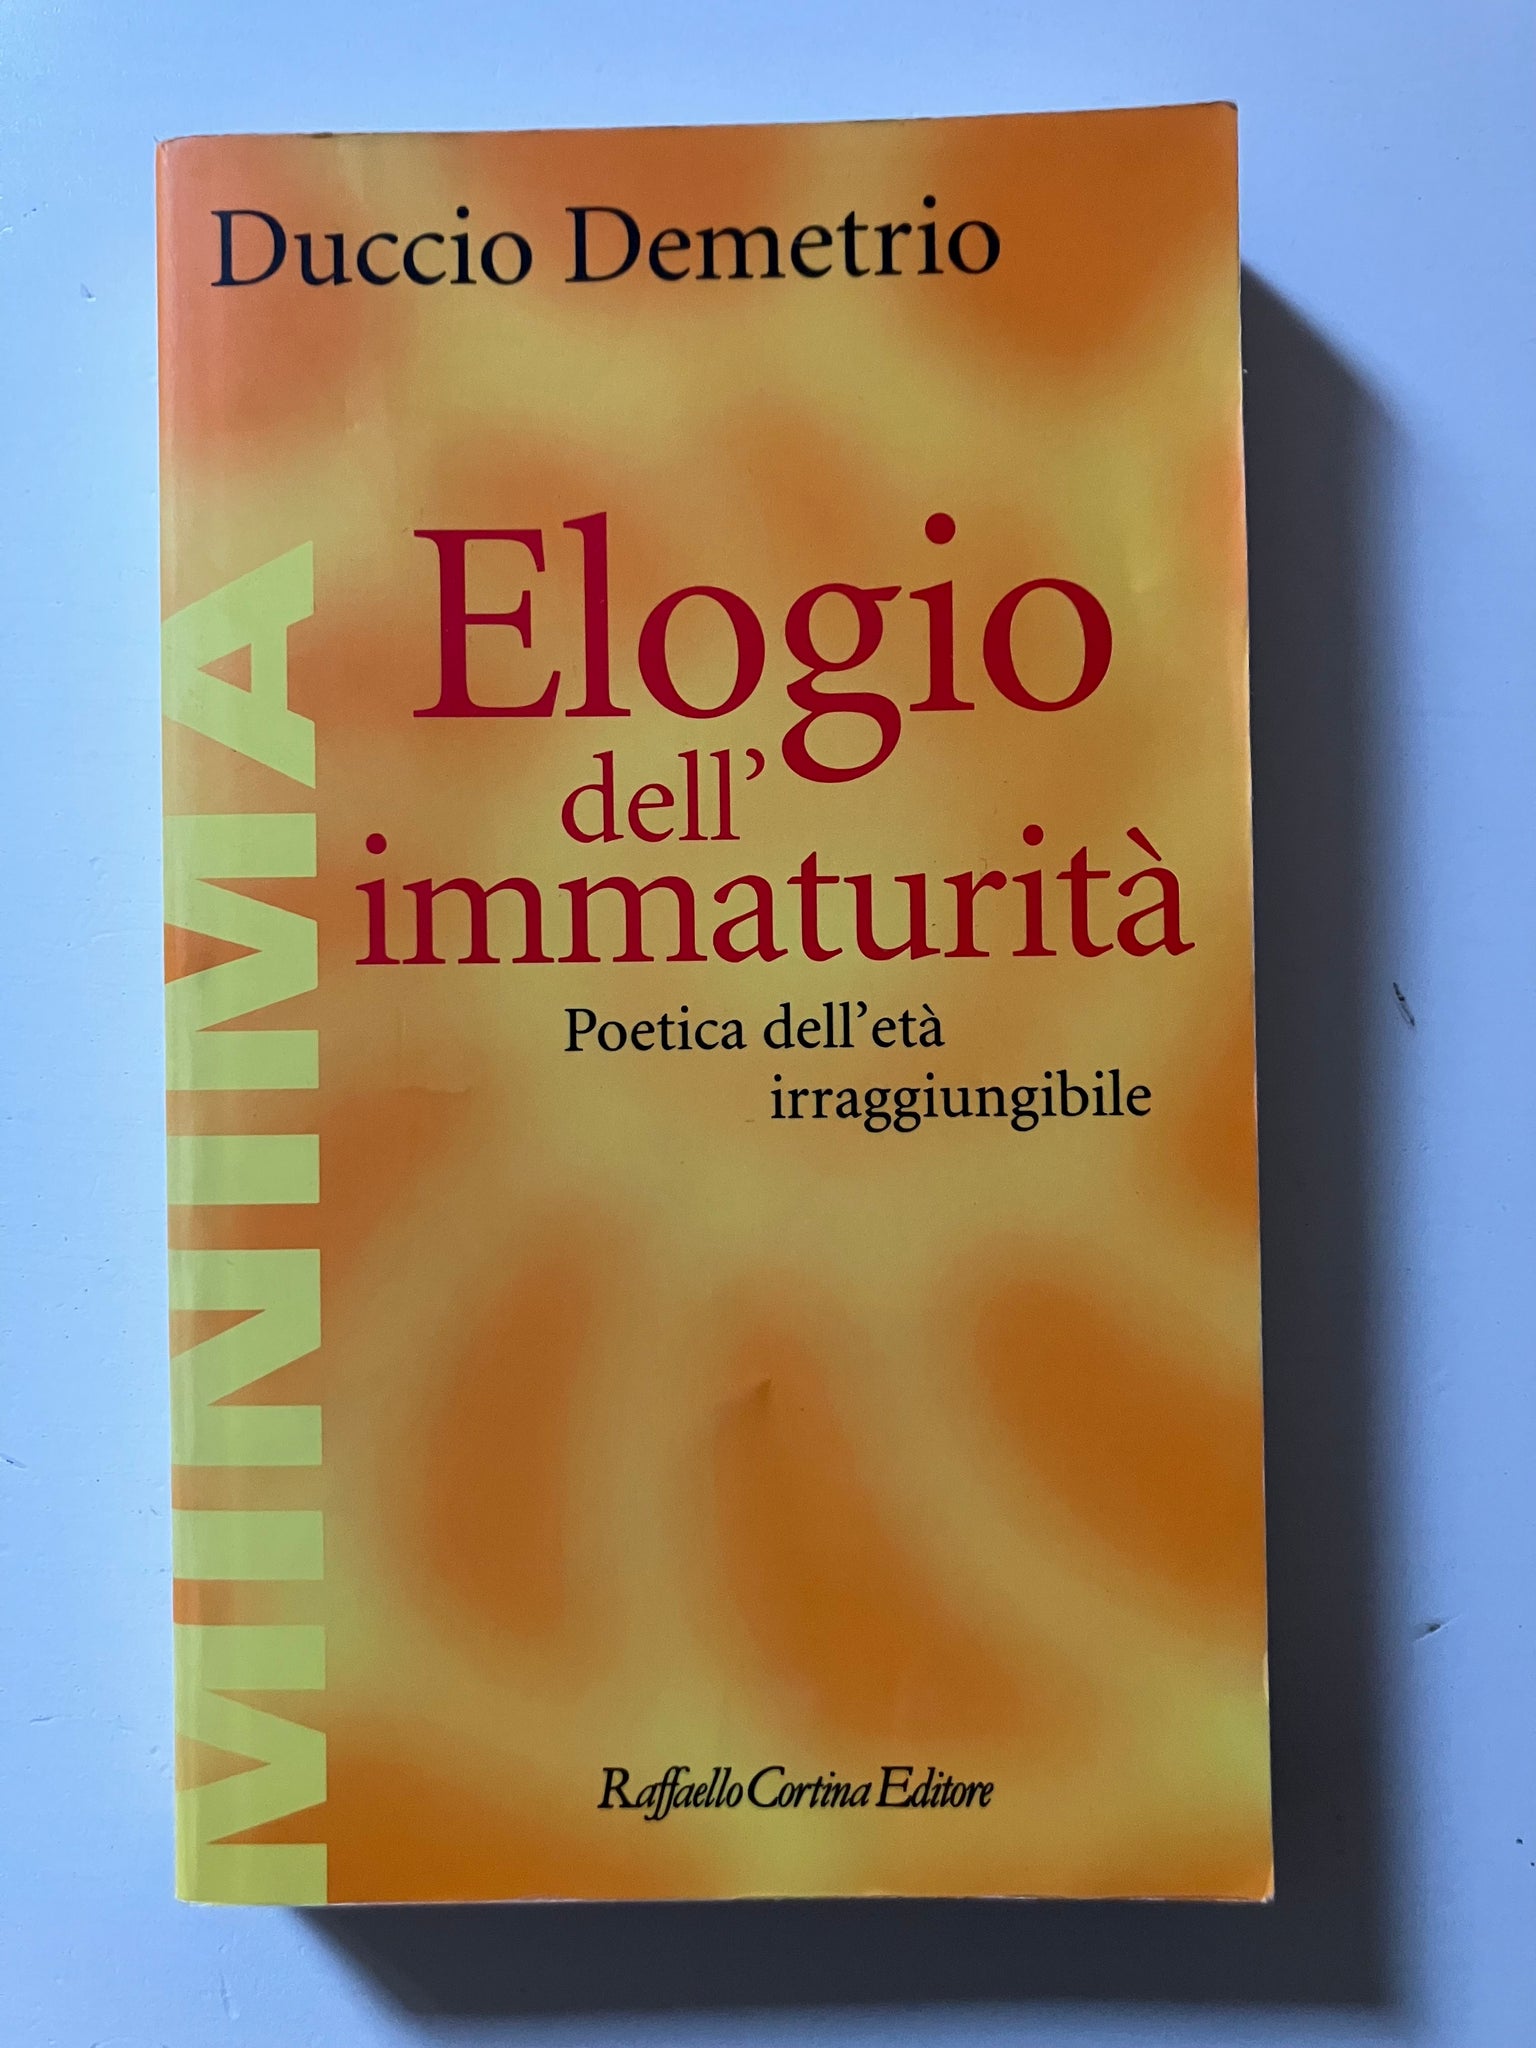 Duccio Demetrio
Elogio
dell'
immaturità
Poetica dell'età
irraggiungibile
MINIMA
Raffaello Cortina Editore